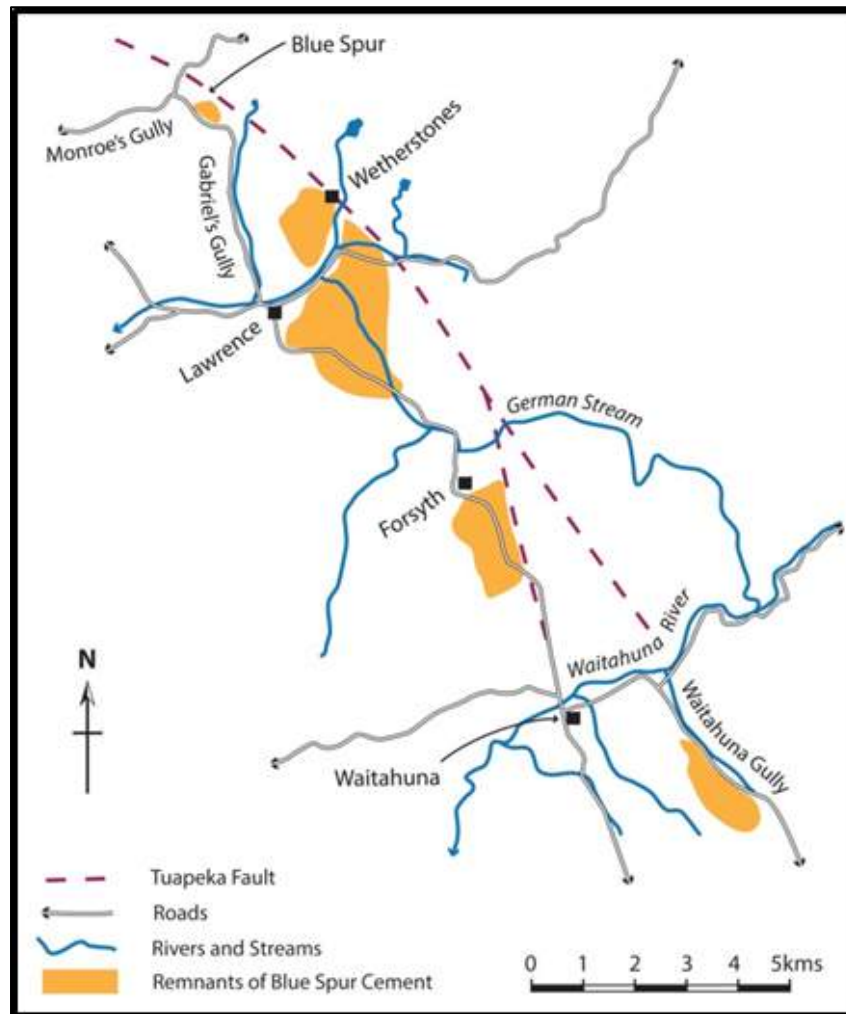 Blue Spur
Monroe's Gully
Gabriel's Gully
Wetherstones
Lawrence
German Stream
Forsyth
Waitahuna River
Waitahuna Gully
Waitahuna
N
Tuapeka Fault
Roads
Rivers and Streams
Remnants of Blue Spur Cement
0 1 2 3 4 5kms